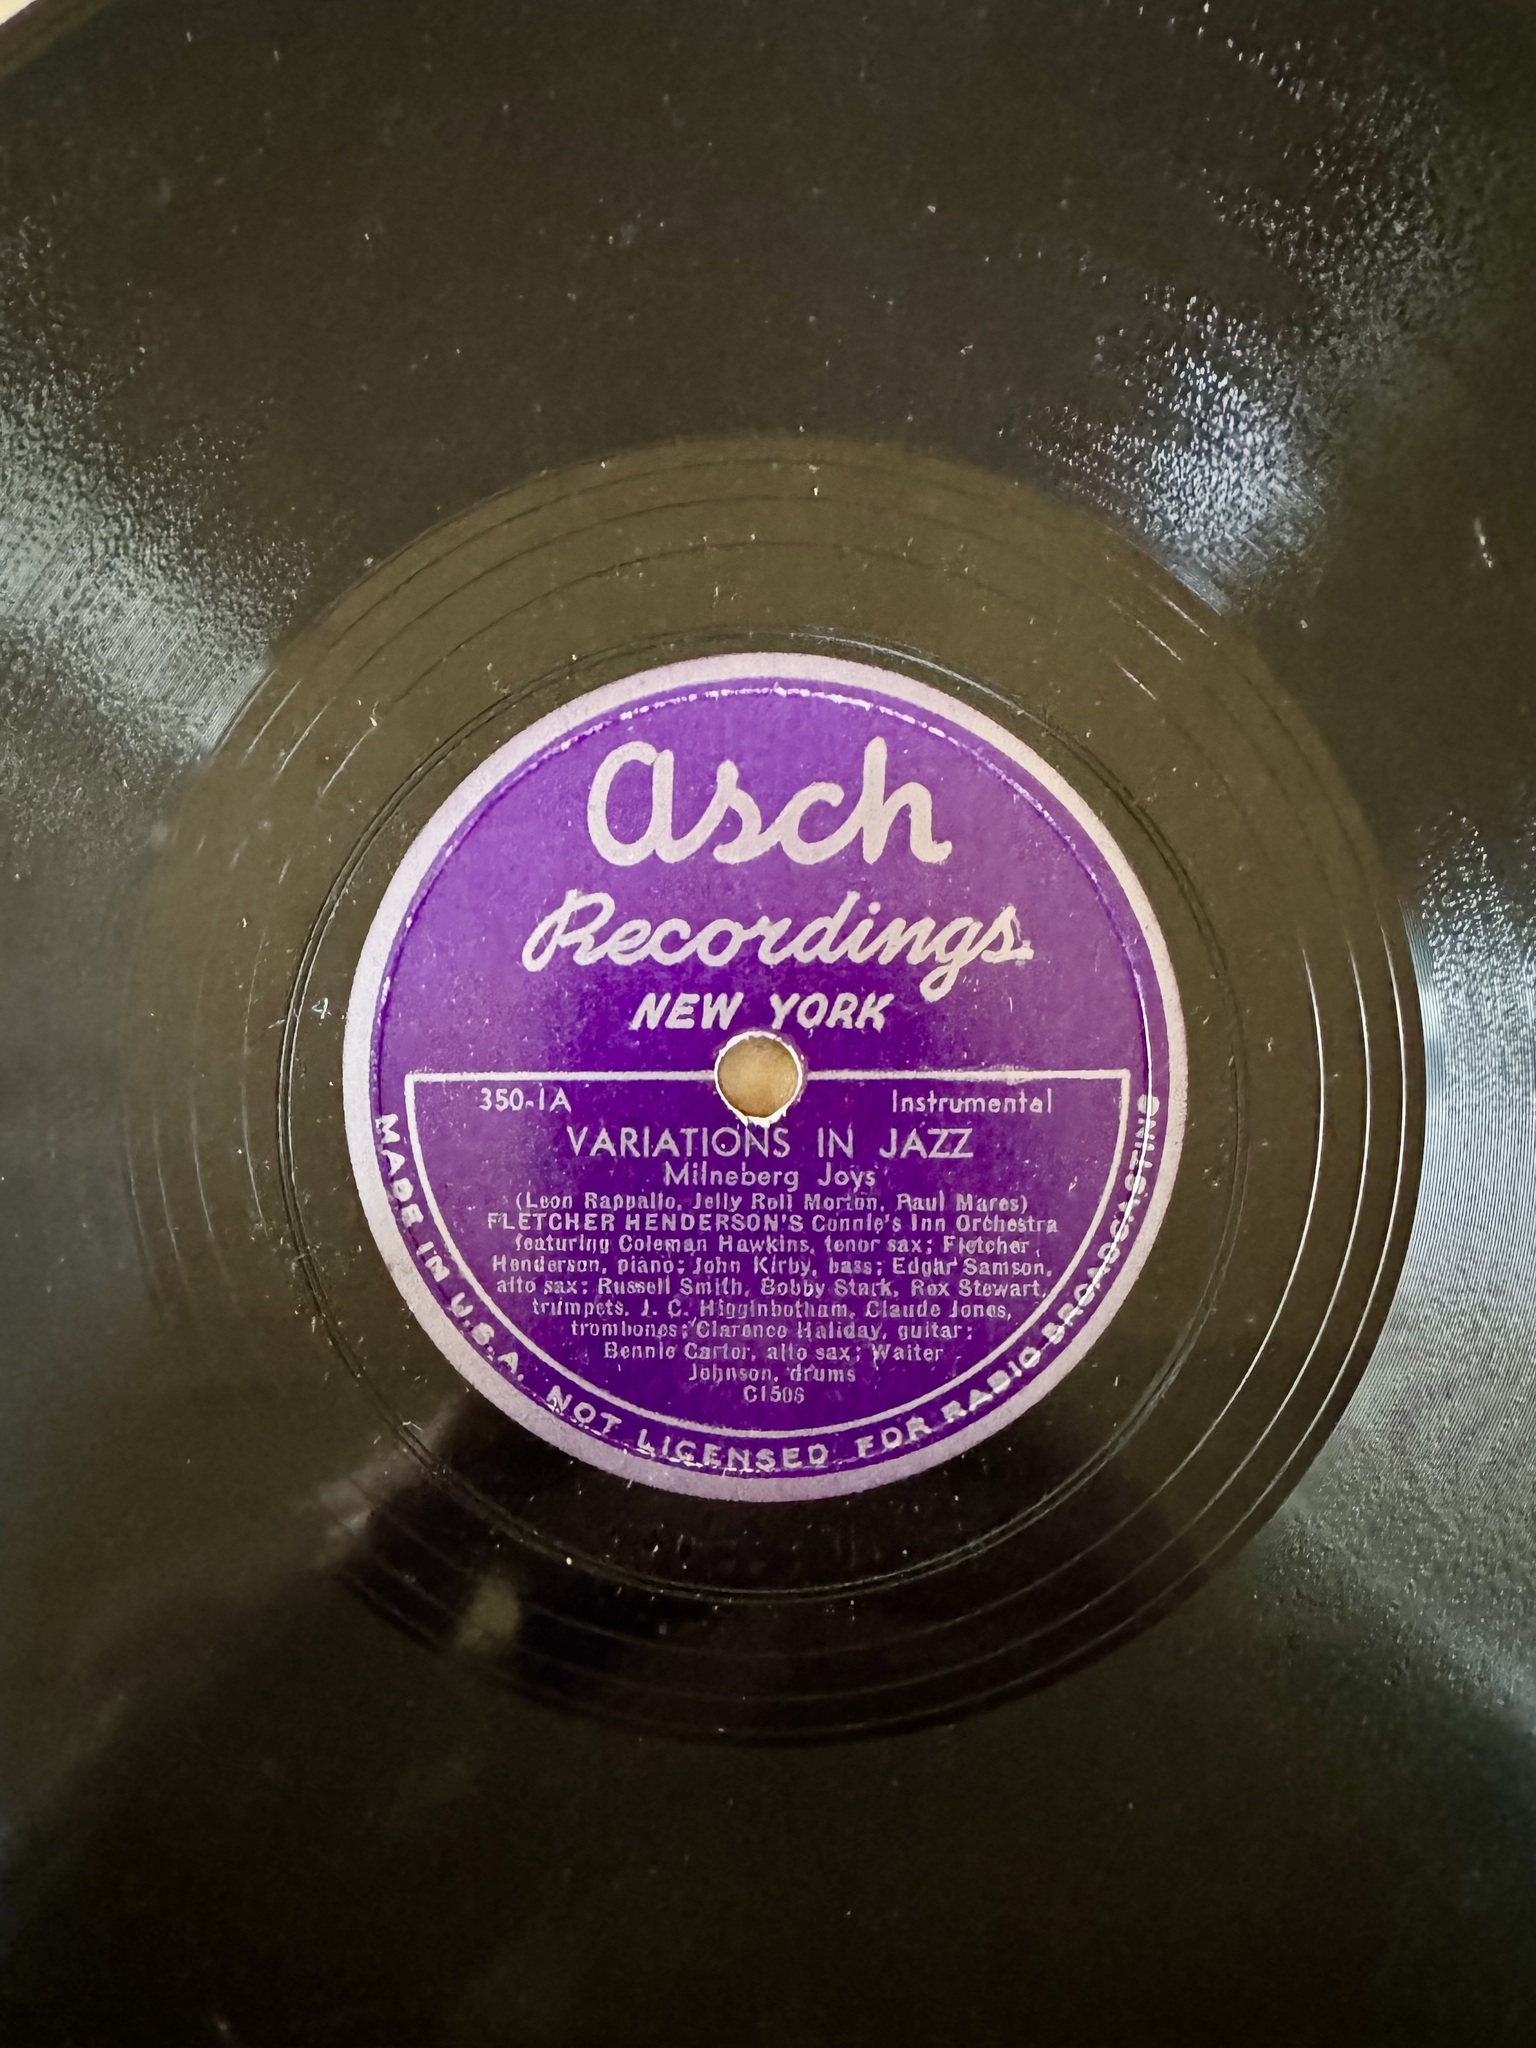 asch
Recordings
NEW YORK
350-1A Instrumental
VARIATIONS IN JAZZ
Milneberg Joys
(Leon Rappallo, Jelly Roll Morton, Paul Mares)
FLETCHER HENDERSON'S Connie's Inn Orchestra
featuring Coleman Hawkins, tenor sax; Fletcher
Henderson, piano; John Kirby, bass; Edgar Samson,
alto sax; Russell Smith, Bobby Stark, Rex Stewart,
trumpets, J. C. Higginbotham, Claude Jones,
trombones; Clarence Haliday, guitar;
Bennie Carter, alto sax; Walter
Johnson, drums
C1506
MADE IN U.S.A. NOT LICENSED FOR RADIO BROADCASTING
4